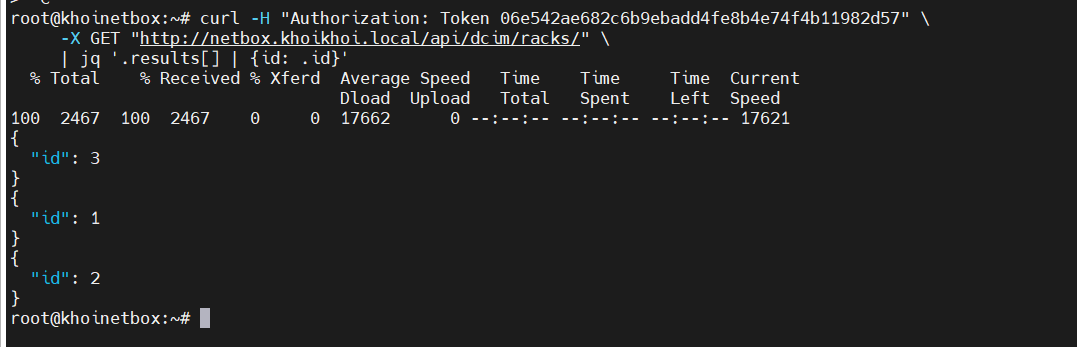 root@khoinetbox:~# curl -H "Authorization: Token 06e542ae682c6b9ebadd4fe8b4e74f4b11982d57" \
-X GET "http://netbox.khoikhoi.local/api/dcim/racks/" \
| jq '.results[] | {id: .id}'
% Total % Received % Xferd Average Speed Time Time Time Current
Dload Upload Total Spent Left Speed
100 2467 100 2467 0 0 17662 0 --:--:-- --:--:-- --:--:-- 17621
{
"id": 3
}
{
"id": 1
}
{
"id": 2
}
root@khoinetbox:~#